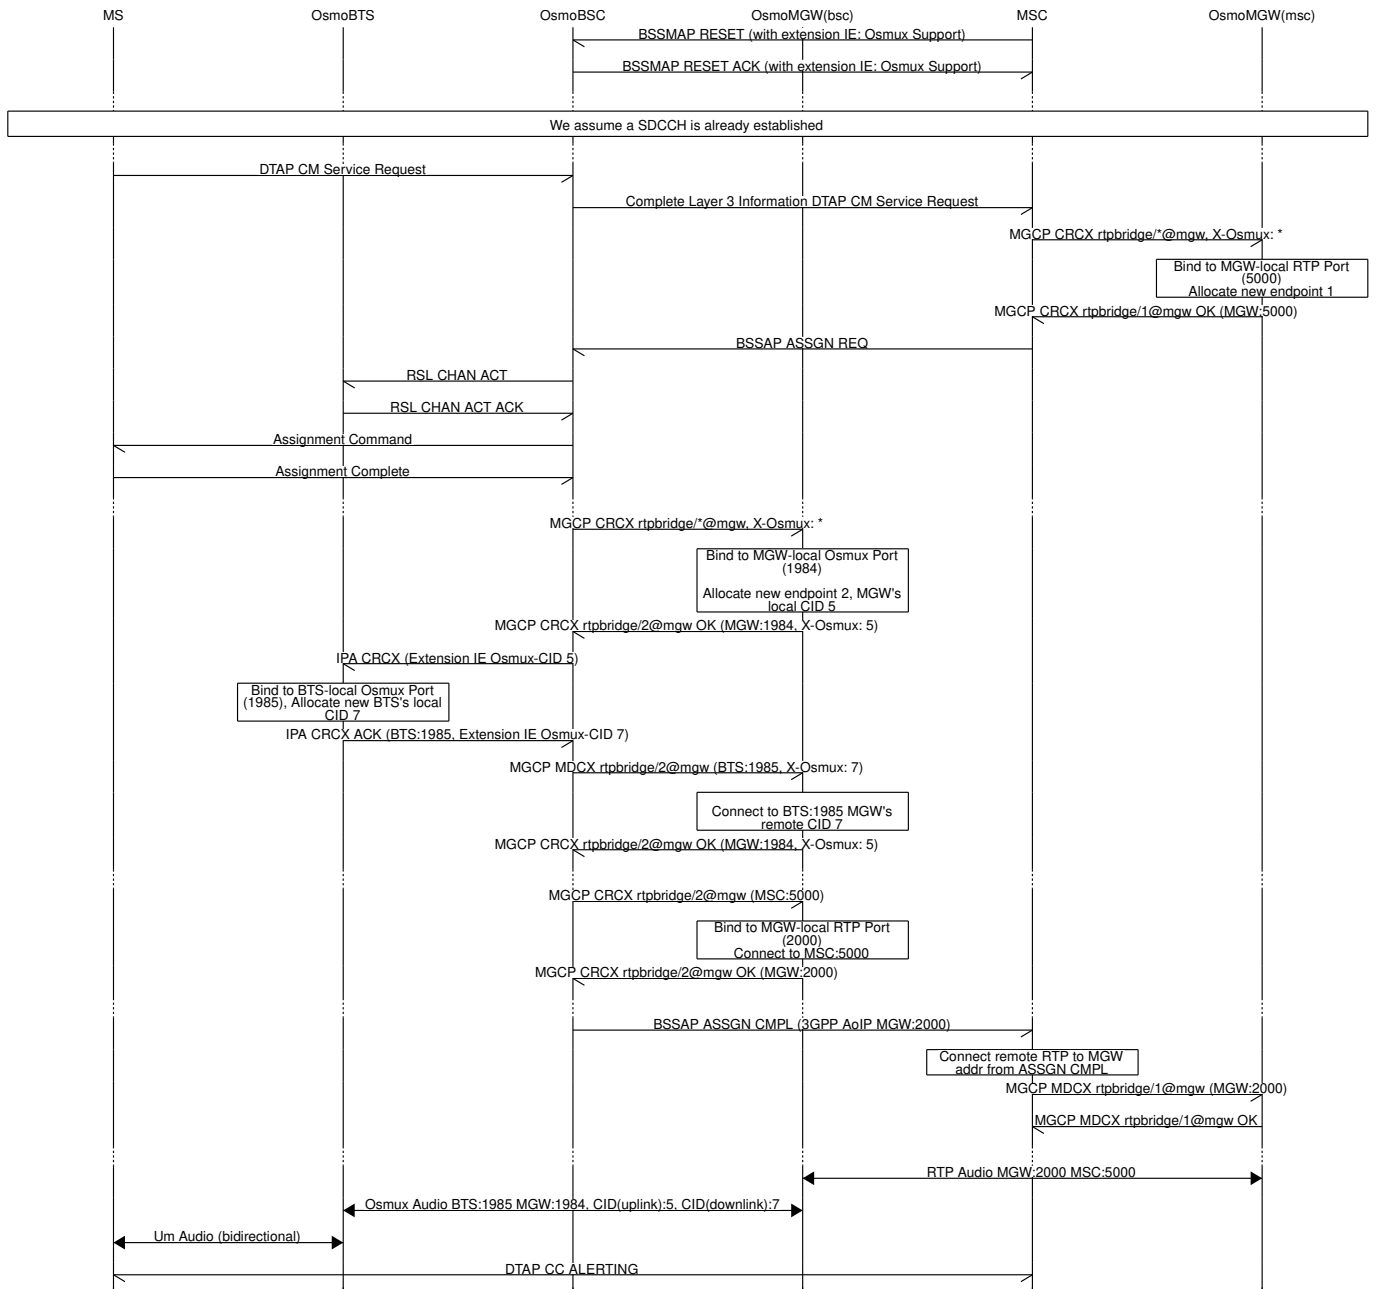 MS OsmoBTS OsmoBSC OsmoMGW(bsc) MSC OsmoMGW(msc)
BSSMAP RESET (with extension IE: Osmux Support)
BSSMAP RESET ACK (with extension IE: Osmux Support)
We assume a SDCCH is already established
DTAP CM Service Request
Complete Layer 3 Information DTAP CM Service Request
MGCP CRCX rtpbridge/*@mgw, X-Osmux: *
Bind to MGW-local RTP Port
(5000)
Allocate new endpoint 1
MGCP CRCX rtpbridge/1@mgw OK (MGW:5000)
BSSAP ASSGN REQ
RSL CHAN ACT
RSL CHAN ACT ACK
Assignment Command
Assignment Complete
MGCP CRCX rtpbridge/*@mgw, X-Osmux: *
Bind to MGW-local Osmux Port
(1984)
Allocate new endpoint 2, MGW's
local CID 5
MGCP CRCX rtpbridge/2@mgw OK (MGW:1984, X-Osmux: 5)
IPA CRCX (Extension IE Osmux-CID 5)
Bind to BTS-local Osmux Port
(1985), Allocate new BTS's local
CID 7
IPA CRCX ACK (BTS:1985, Extension IE Osmux-CID 7)
MGCP MDCX rtpbridge/2@mgw (BTS:1985, X-Osmux: 7)
Connect to BTS:1985 MGW's
remote CID 7
MGCP CRCX rtpbridge/2@mgw OK (MGW:1984, X-Osmux: 5)
MGCP CRCX rtpbridge/2@mgw (MSC:5000)
Bind to MGW-local RTP Port
(2000)
Connect to MSC:5000
MGCP CRCX rtpbridge/2@mgw OK (MGW:2000)
BSSAP ASSGN CMPL (3GPP AoIP MGW:2000)
Connect remote RTP to MGW
addr from ASSGN CMPL
MGCP MDCX rtpbridge/1@mgw (MGW:2000)
MGCP MDCX rtpbridge/1@mgw OK
RTP Audio MGW:2000 MSC:5000
Osmux Audio BTS:1985 MGW:1984, CID(uplink):5, CID(downlink):7
Um Audio (bidirectional)
DTAP CC ALERTING